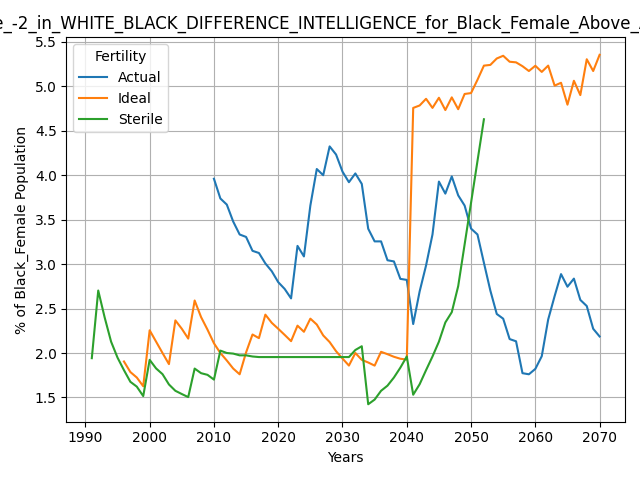 e_-2_in_WHITE_BLACK_DIFFERENCE_INTELLIGENCE_for_Black_Female_Above_
Fertility
Actual
Ideal
Sterile
% of Black_Female Population
5.5
5.0
4.5
4.0
3.5
3.0
2.5
2.0
1.5
1990 2000 2010 2020 2030 2040 2050 2060 2070
Years